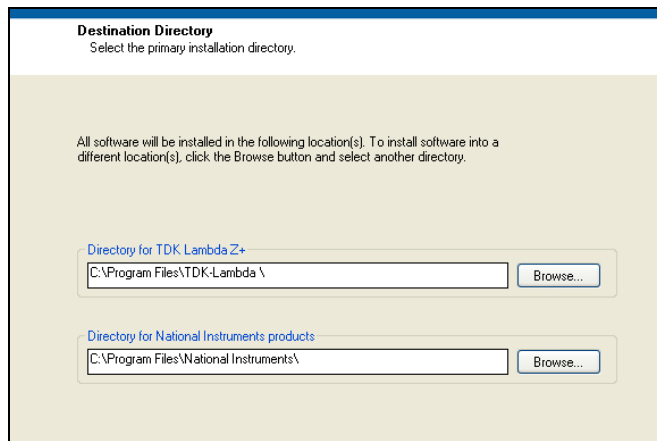 Destination Directory
Select the primary installation directory.
All software will be installed in the following location(s). To install software into a
different location(s), click the Browse button and select another directory.
Directory for TDK Lambda Z+
C:\Program Files\TDK-Lambda \
Browse...
Directory for National Instruments products
C:\Program Files\National Instruments\
Browse...